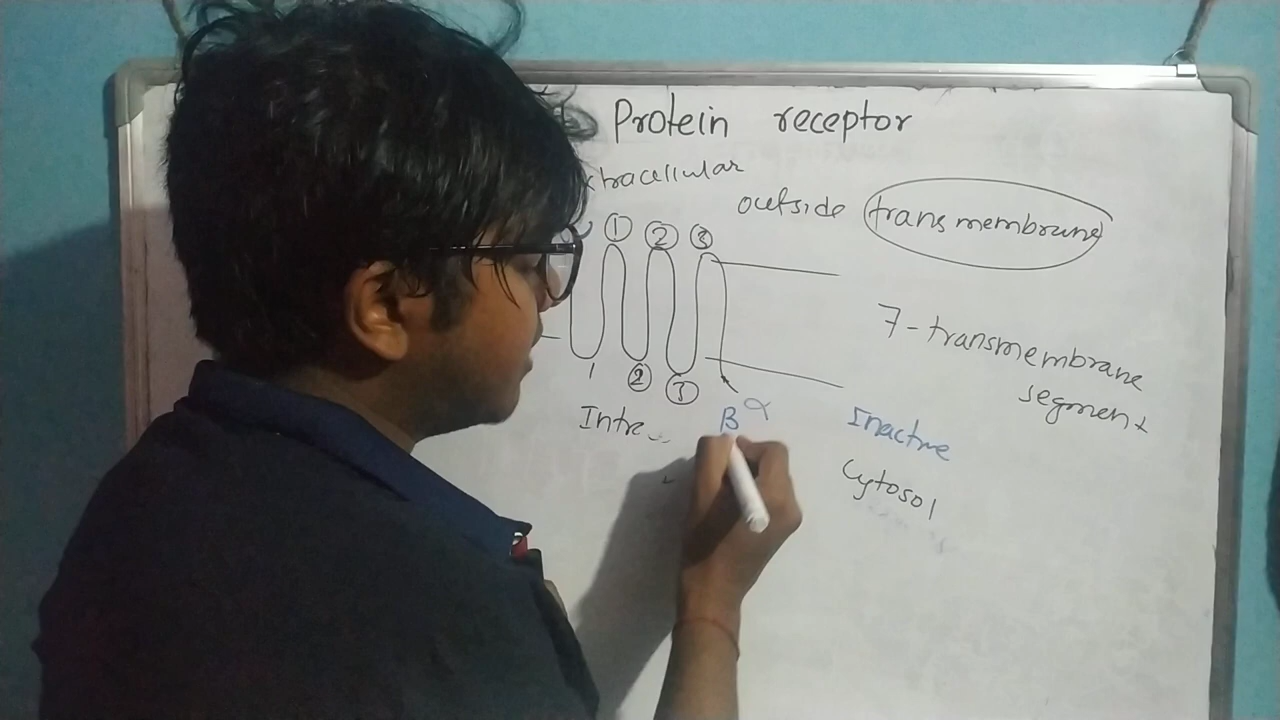 Protein receptor
xtracellular
outside transmembrane
① ② ③
7-transmembrane
segment
1 ② ③
Intra
β α
Inactive
Cytosol